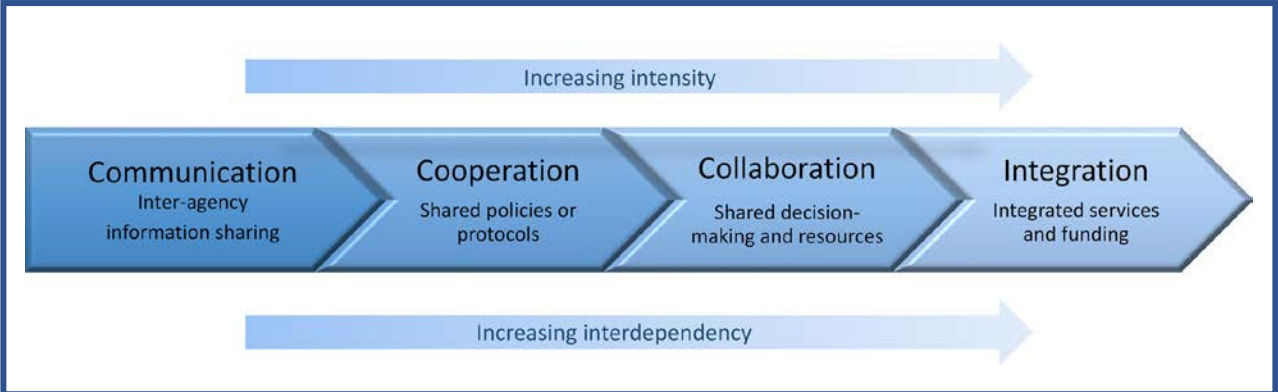 Increasing intensity
Communication
Inter-agency
information sharing
Cooperation
Shared policies or
protocols
Collaboration
Shared decision-
making and resources
Integration
Integrated services
and funding
Increasing interdependency